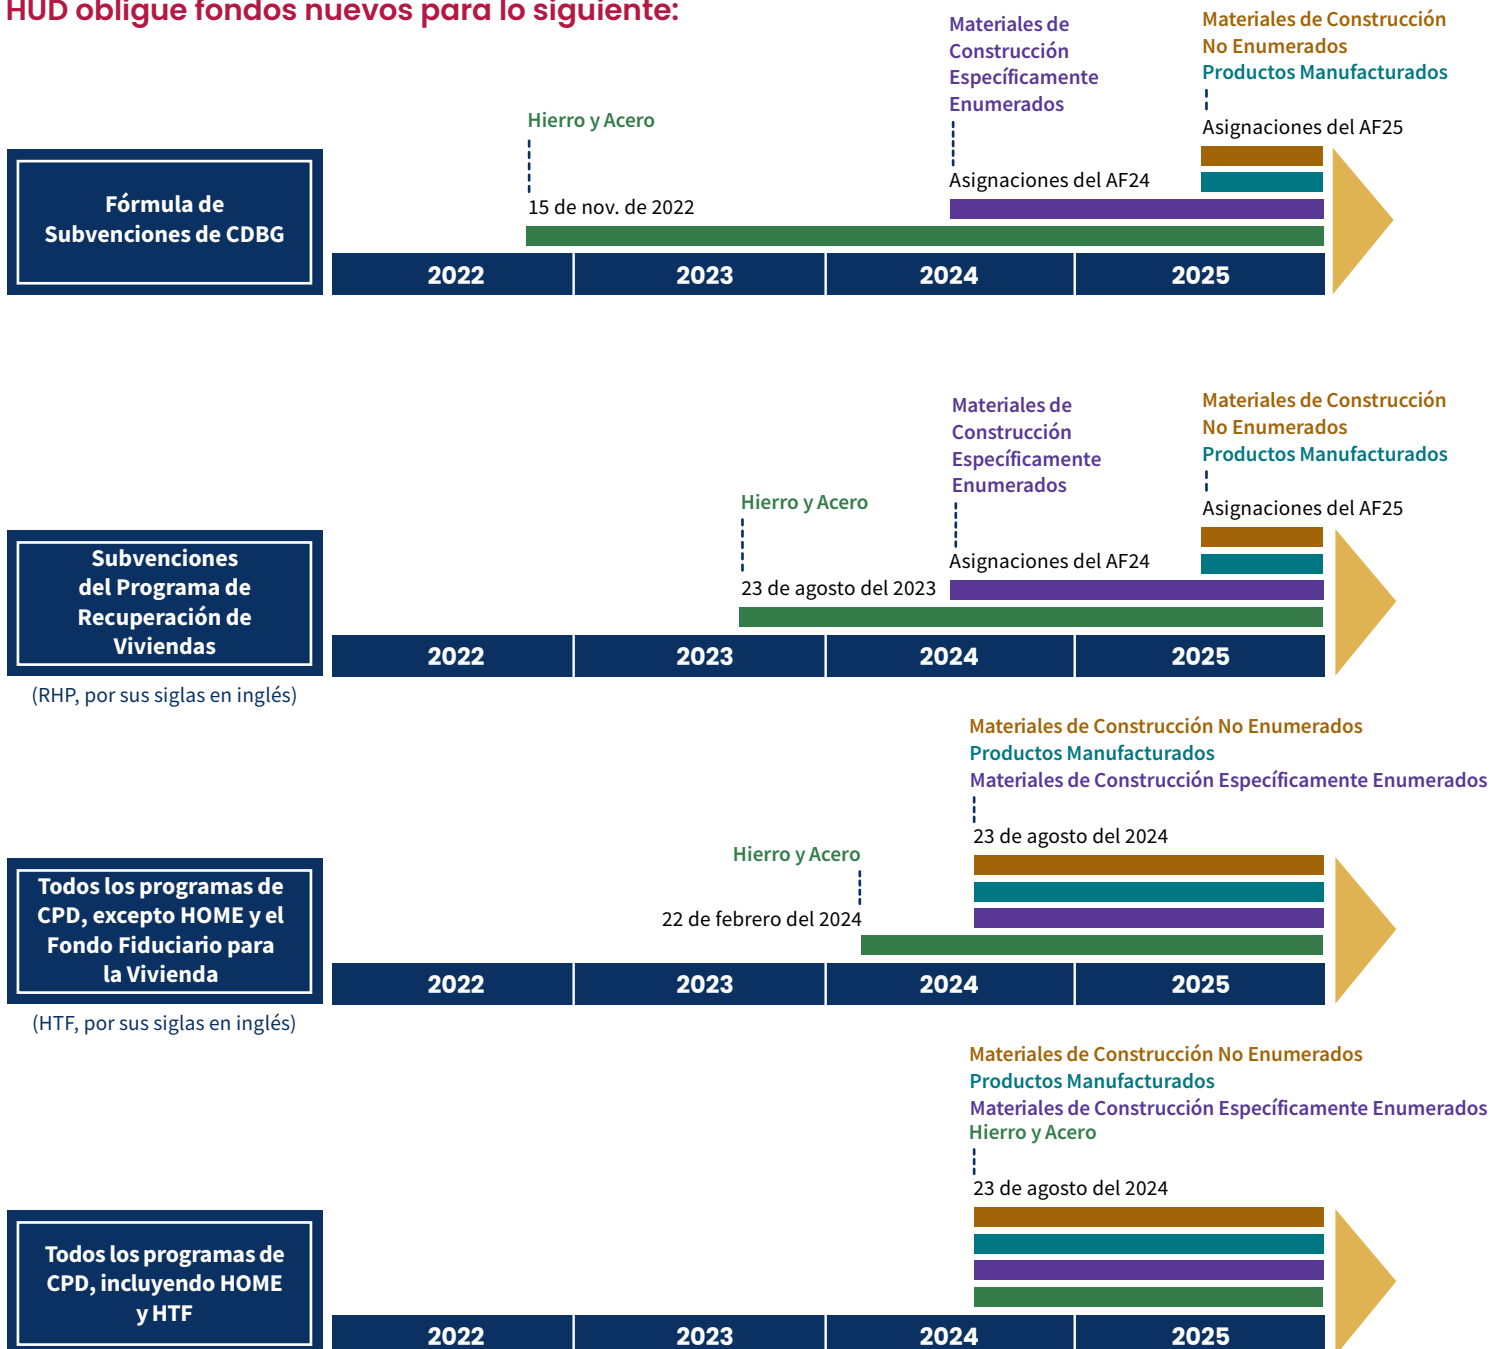 HUD obligue fondos nuevos para lo siguiente:
Fórmula de
Subvenciones de CDBG
Hierro y Acero
15 de nov. de 2022
Materiales de
Construcción
Específicamente
Enumerados
Asignaciones del AF24
Materiales de Construcción
No Enumerados
Productos Manufacturados
Asignaciones del AF25
2022
2023
2024
2025
Subvenciones
del Programa de
Recuperación de
Viviendas
(RHP, por sus siglas en inglés)
Hierro y Acero
23 de agosto del 2023
Materiales de
Construcción
Específicamente
Enumerados
Asignaciones del AF24
Materiales de Construcción
No Enumerados
Productos Manufacturados
Asignaciones del AF25
2022
2023
2024
2025
Todos los programas de
CPD, excepto HOME y el
Fondo Fiduciario para
la Vivienda
(HTF, por sus siglas en inglés)
Hierro y Acero
22 de febrero del 2024
Materiales de Construcción No Enumerados
Productos Manufacturados
Materiales de Construcción Específicamente Enumerados
23 de agosto del 2024
2022
2023
2024
2025
Todos los programas de
CPD, incluyendo HOME
y HTF
Materiales de Construcción No Enumerados
Productos Manufacturados
Materiales de Construcción Específicamente Enumerados
Hierro y Acero
23 de agosto del 2024
2022
2023
2024
2025